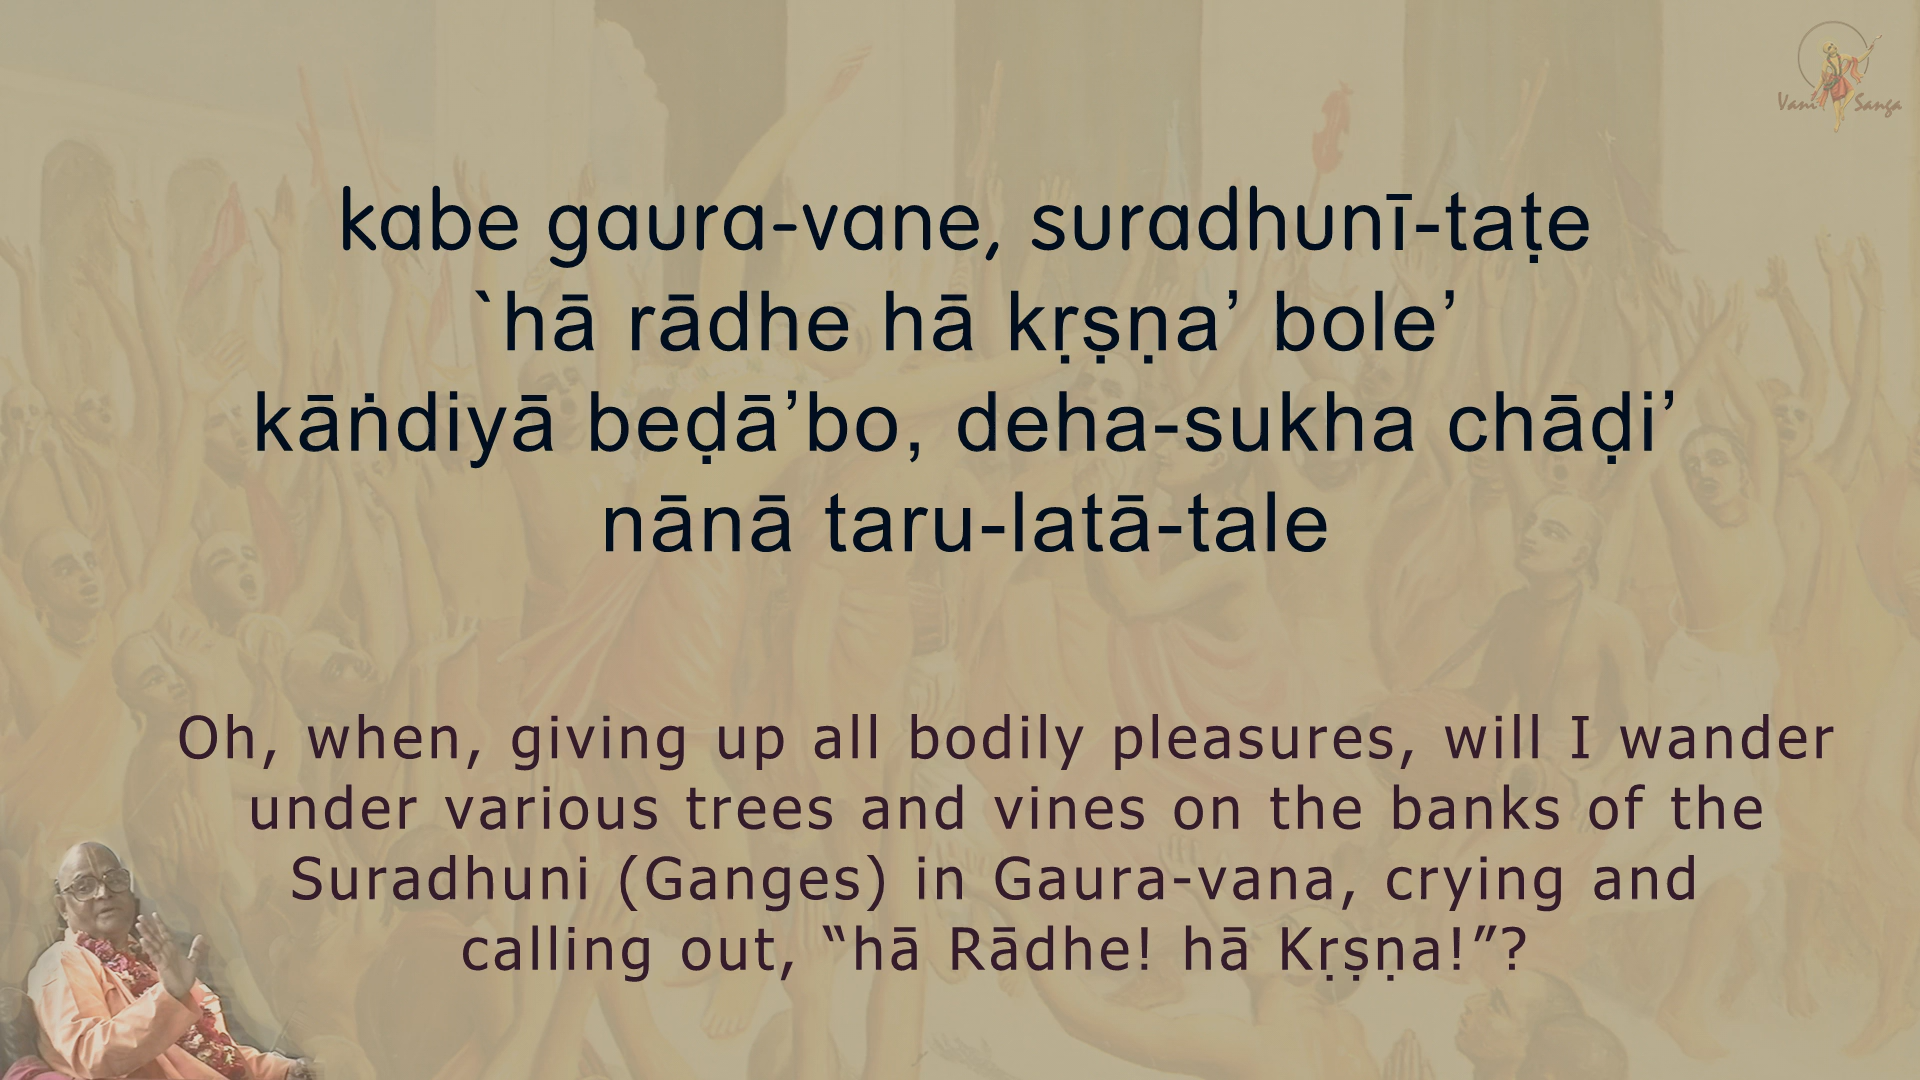 Vani Sanga
kabe gaura-vane, suradhunī-taṭe
`hā rādhe hā kṛṣṇa’ bole’
kāṅdiyā beḍā’bo, deha-sukha chāḍi’
nānā taru-latā-tale
Oh, when, giving up all bodily pleasures, will I wander
under various trees and vines on the banks of the
Suradhuni (Ganges) in Gaura-vana, crying and
calling out, “hā Rādhe! hā Kṛṣṇa!”?